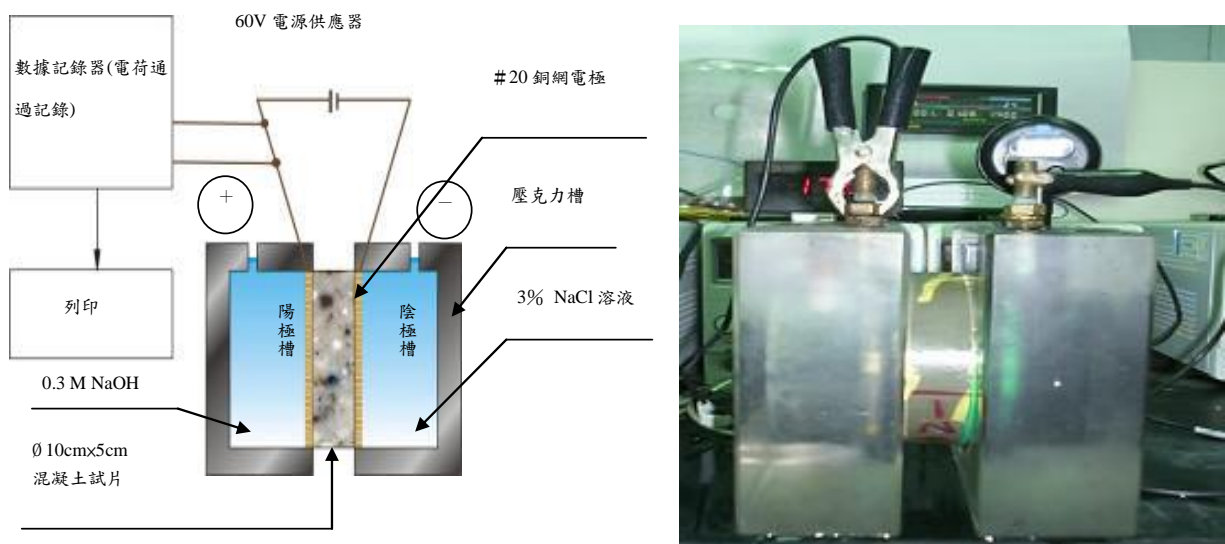 60V 電源供應器
數據記錄器(電荷通
過記錄)
#20 銅網電極
+
−
壓克力槽
列印
陽極槽
陰極槽
3% NaCl 溶液
0.3 M NaOH
Ø10cm×5cm
混凝土試片